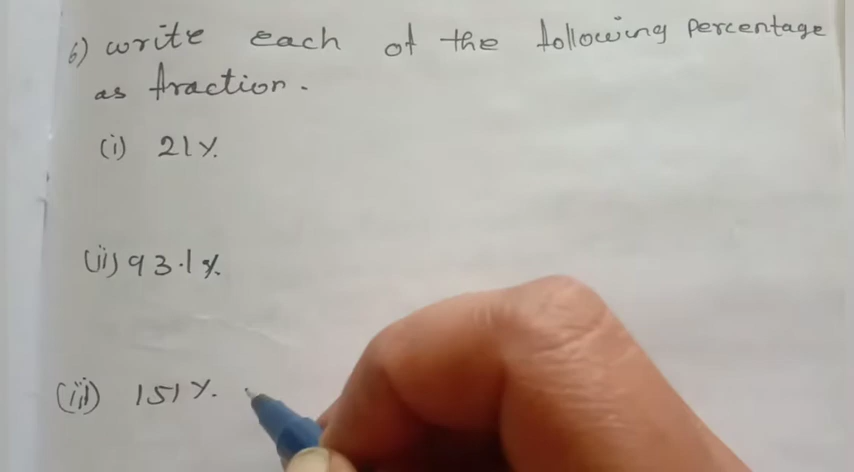 6) write each of the following percentage
as fraction.
(i) 21%
(ii) 93.1%
(iii) 151%